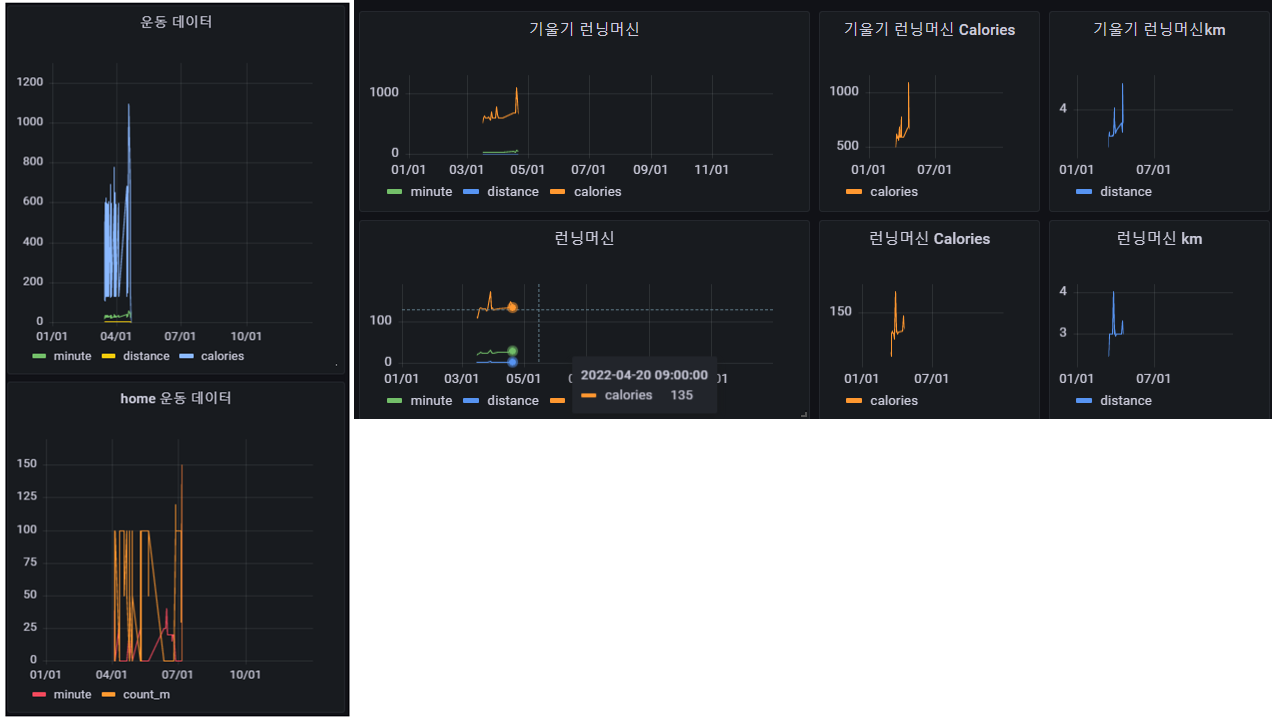 운동 데이터
1200
1000
800
600
400
200
0
01/01 04/01 07/01 10/01
minute distance calories
home 운동 데이터
150
125
100
75
50
25
0
01/01 04/01 07/01 10/01
minute count_m
기울기 런닝머신
1000
0
01/01 03/01 05/01 07/01 09/01 11/01
minute distance calories
기울기 런닝머신 Calories
1000
500
01/01 07/01
calories
기울기 런닝머신km
4
01/01 07/01
distance
런닝머신
100
0
01/01 03/01 05/01
minute distance
2022-04-20 09:00:00
calories 135
런닝머신 Calories
150
01/01 07/01
calories
런닝머신 km
4
3
01/01 07/01
distance